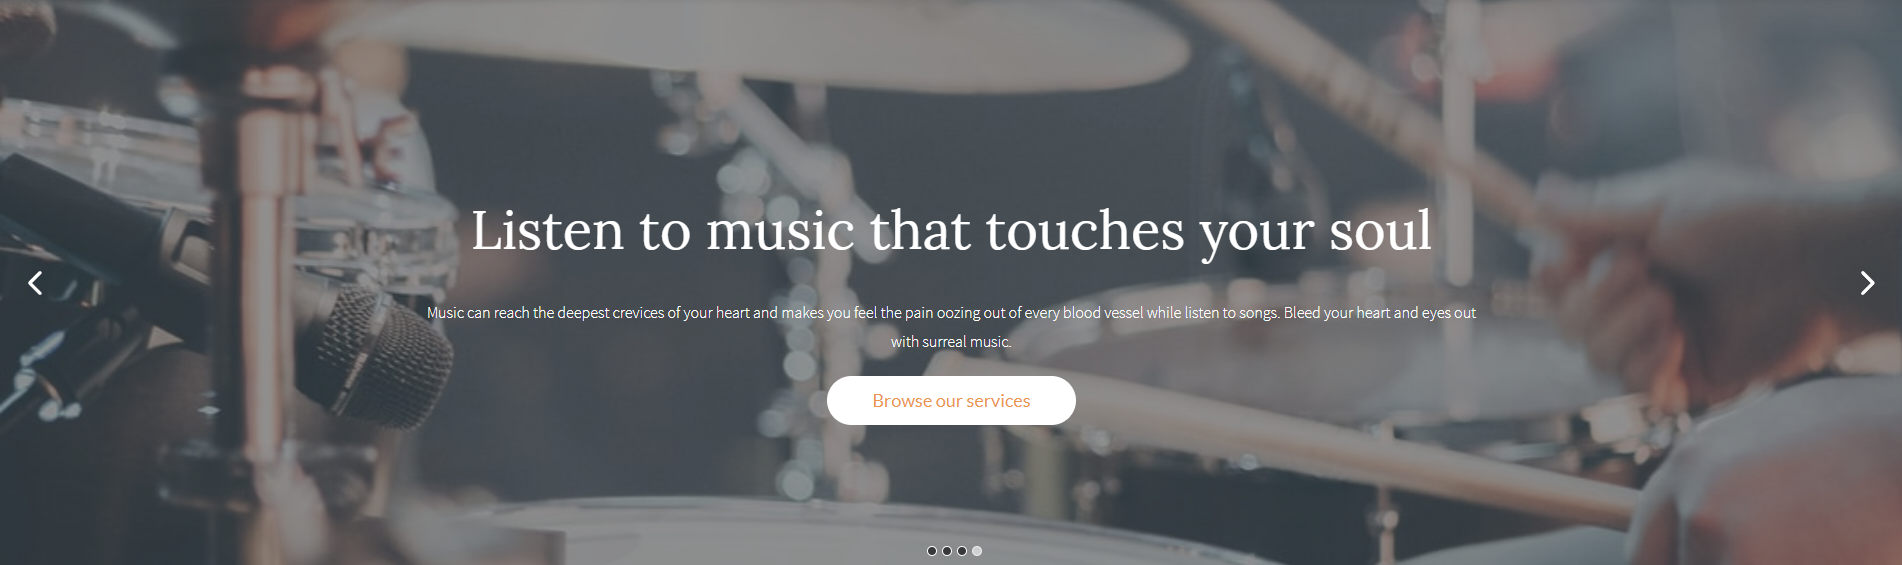 Listen to music that touches your soul
Music can reach the deepest crevices of your heart and makes you feel the pain oozing out of every blood vessel while listen to songs. Bleed your heart and eyes out
with surreal music.
Browse our services